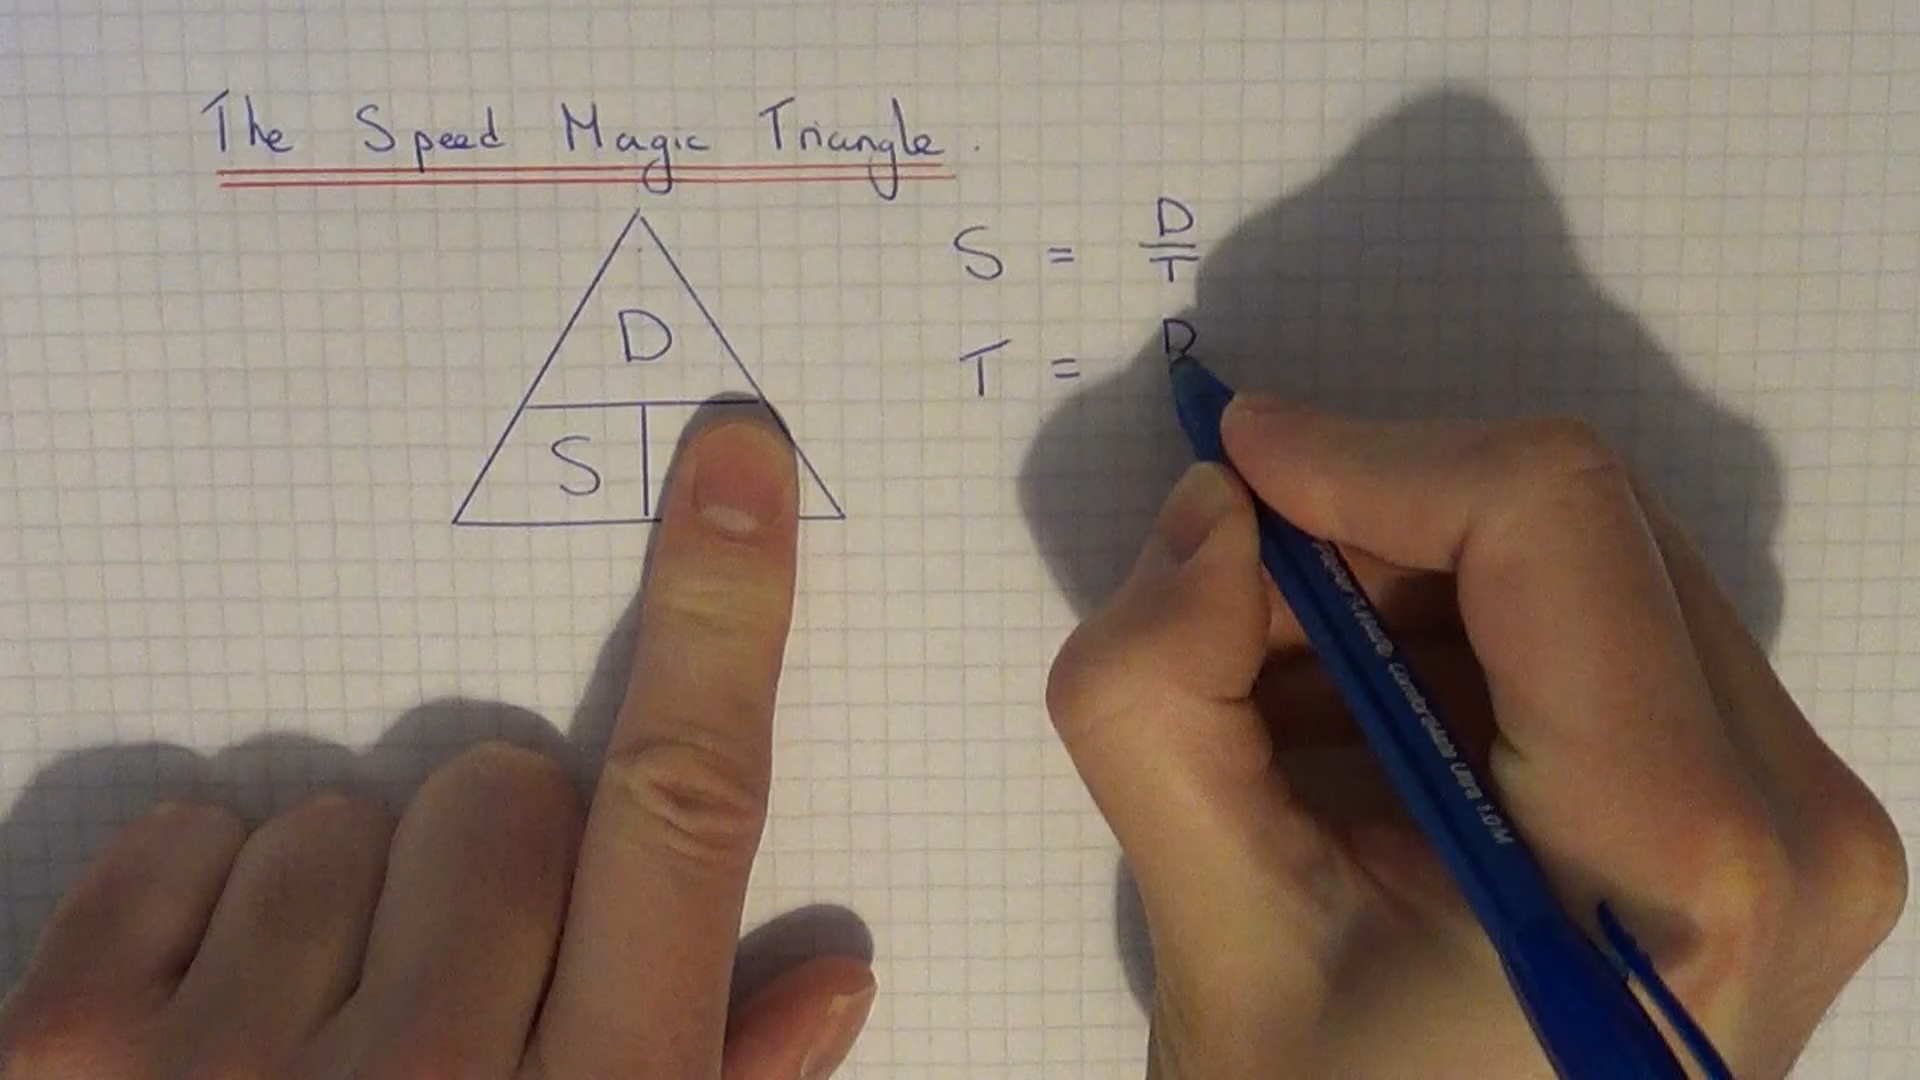 The Speed Magic Triangle.
D
S
S = D/T
T = D